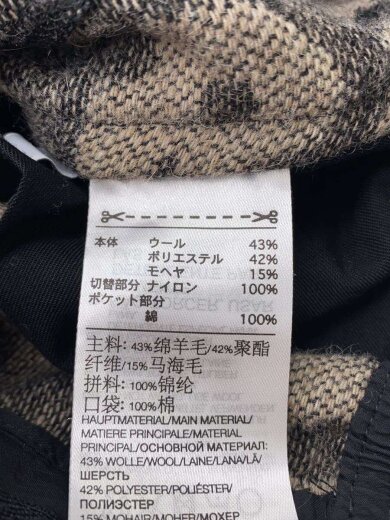 本体 ウール 43%
ポリエステル 42%
モヘヤ 15%
切替部分 ナイロン 100%
ポケット部分
綿 100%
主料: 43%绵羊毛/42%聚酯
纤维/15%马海毛
拼料: 100%锦纶
口袋: 100%棉
HAUPTMATERIAL/MAIN MATERIAL/
MATIERE PRINCIPALE/MATERIAL
PRINCIPAL/ОСНОВНОЙ МАТЕРИАЛ:
43% WOLLE/WOOL/LAINE/LANA/LÃ/
ШЕРСТЬ
42% POLYESTER/POLIÉSTER/
ПОЛИЭСТЕР
15% MOHAIR/MOHER/МОХЕР